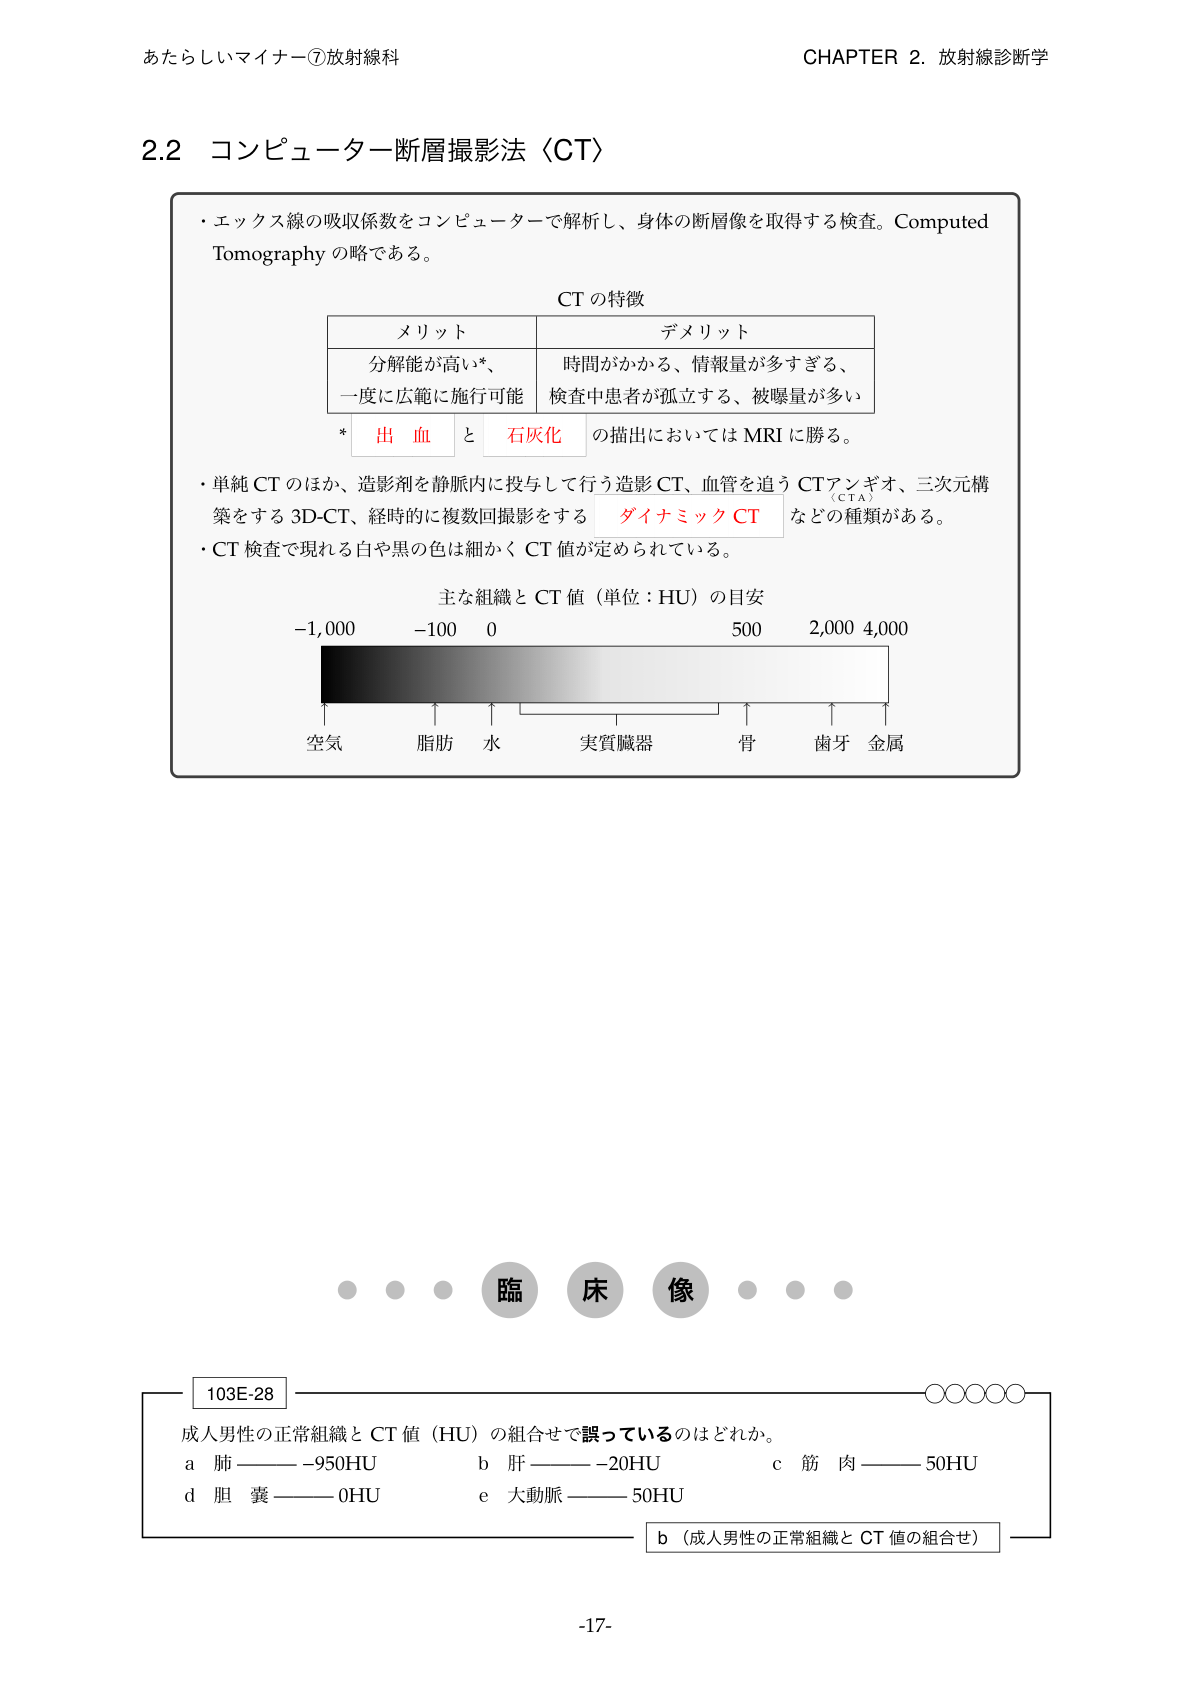 あたらしいマイナー⑦放射線科
CHAPTER 2. 放射線診断学
2.2 コンピューター断層撮影法〈CT〉
・エックス線の吸収係数をコンピューターで解析し、身体の断層像を取得する検査。Computed
Tomography の略である。
CT の特徴
メリット デメリット
分解能が高い*、 時間がかかる、情報量が多すぎる、
一度に広範に施行可能 検査中患者が孤立する、被曝量が多い
* 出 血 と 石灰化 の描出においては MRI に勝る。
・単純 CT のほか、造影剤を静脈内に投与して行う造影 CT、血管を追う CTアンギオ、三次元構
〈CTA〉
築をする 3D-CT、経時的に複数回撮影をする ダイナミック CT などの種類がある。
・CT 検査で現れる白や黒の色は細かく CT 値が定められている。
主な組織と CT 値（単位：HU）の目安
−1,000 −100 0 500 2,000 4,000
空気 脂肪 水 実質臓器 骨 歯牙 金属
臨 床 像
103E-28
成人男性の正常組織と CT 値（HU）の組合せで誤っているのはどれか。
a 肺 ——— −950HU b 肝 ——— −20HU c 筋 肉 ——— 50HU
d 胆 嚢 ——— 0HU e 大動脈 ——— 50HU
b （成人男性の正常組織と CT 値の組合せ）
-17-